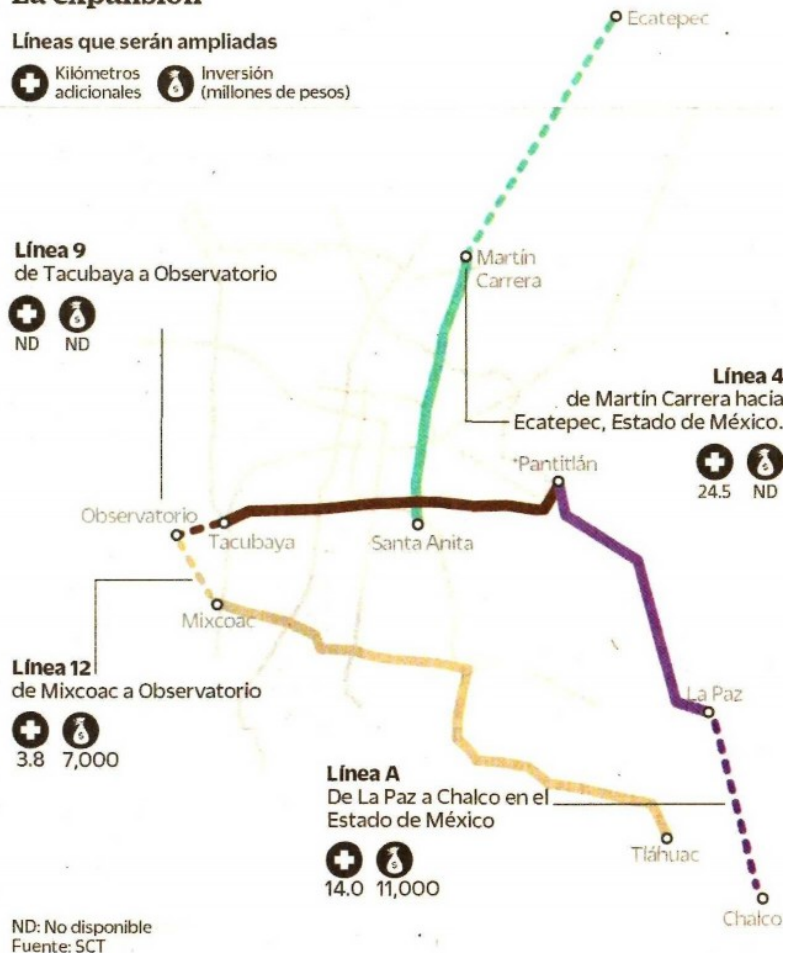 La expansión
Líneas que serán ampliadas
Kilómetros
adicionales
Inversión
(millones de pesos)
Ecatepec
Línea 9
de Tacubaya a Observatorio
ND ND
Martín
Carrera
Línea 4
de Martín Carrera hacia
Ecatepec, Estado de México.
24.5 ND
Pantitlán
Observatorio
Tacubaya
Santa Anita
Mixcoac
Línea 12
de Mixcoac a Observatorio
3.8 7,000
La Paz
Línea A
De La Paz a Chalco en el
Estado de México
14.0 11,000
Tláhuac
Chalco
ND: No disponible
Fuente: SCT